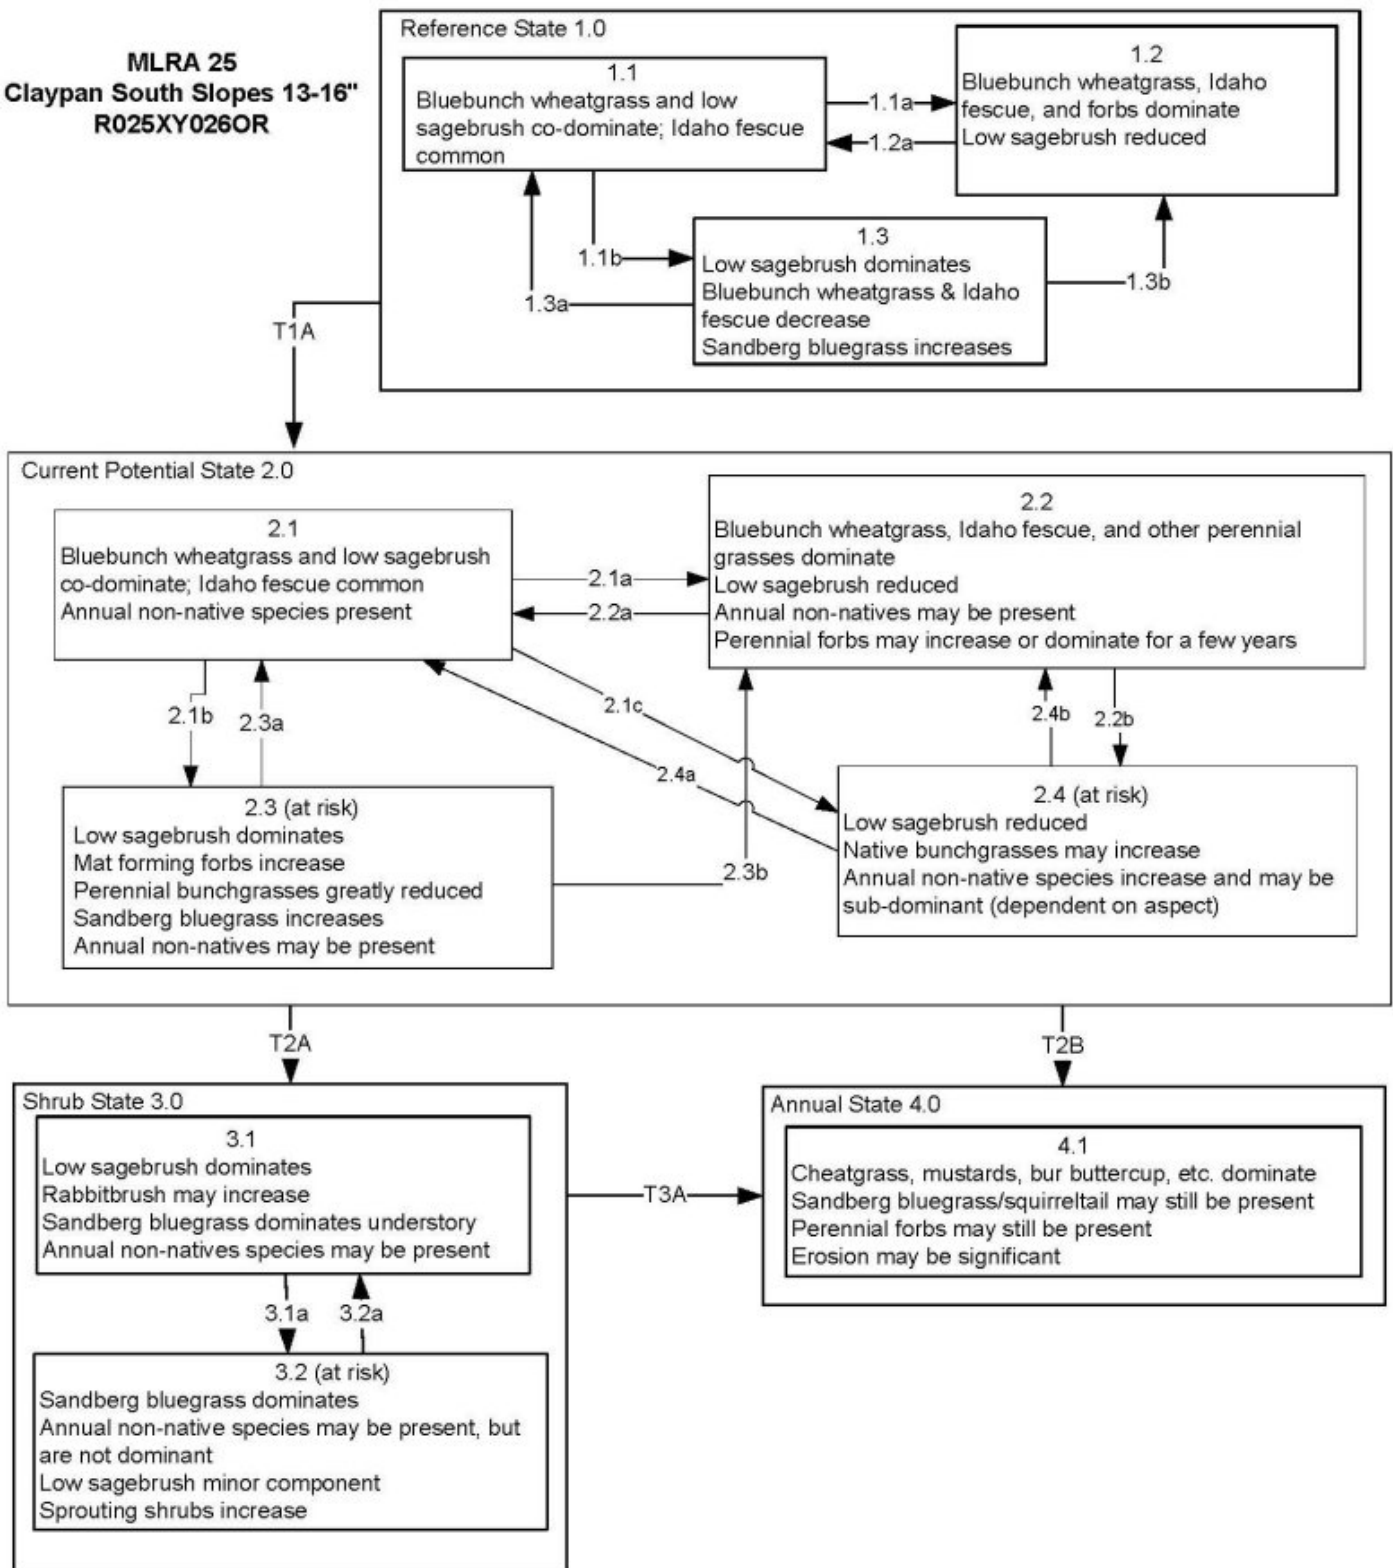 MLRA 25
Claypan South Slopes 13-16"
R025XY026OR
Reference State 1.0
1.1
Bluebunch wheatgrass and low
sagebrush co-dominate; Idaho fescue
common
1.1a
1.2a
1.2
Bluebunch wheatgrass, Idaho
fescue, and forbs dominate
Low sagebrush reduced
1.1b
1.3a
1.3
Low sagebrush dominates
Bluebunch wheatgrass & Idaho
fescue decrease
Sandberg bluegrass increases
1.3b
T1A
Current Potential State 2.0
2.1
Bluebunch wheatgrass and low sagebrush
co-dominate; Idaho fescue common
Annual non-native species present
2.1a
2.2a
2.2
Bluebunch wheatgrass, Idaho fescue, and other perennial
grasses dominate
Low sagebrush reduced
Annual non-natives may be present
Perennial forbs may increase or dominate for a few years
2.1b
2.3a
2.1c
2.4a
2.4b
2.2b
2.3 (at risk)
Low sagebrush dominates
Mat forming forbs increase
Perennial bunchgrasses greatly reduced
Sandberg bluegrass increases
Annual non-natives may be present
2.3b
2.4 (at risk)
Low sagebrush reduced
Native bunchgrasses may increase
Annual non-native species increase and may be
sub-dominant (dependent on aspect)
T2A
T2B
Shrub State 3.0
3.1
Low sagebrush dominates
Rabbitbrush may increase
Sandberg bluegrass dominates understory
Annual non-natives species may be present
3.1a
3.2a
3.2 (at risk)
Sandberg bluegrass dominates
Annual non-native species may be present, but
are not dominant
Low sagebrush minor component
Sprouting shrubs increase
T3A
Annual State 4.0
4.1
Cheatgrass, mustards, bur buttercup, etc. dominate
Sandberg bluegrass/squirreltail may still be present
Perennial forbs may still be present
Erosion may be significant